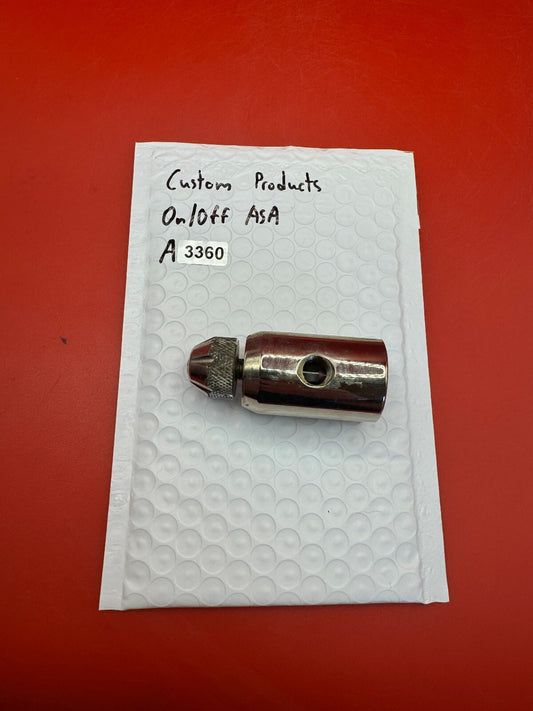 Custom Products
On/Off ASA
A 3360